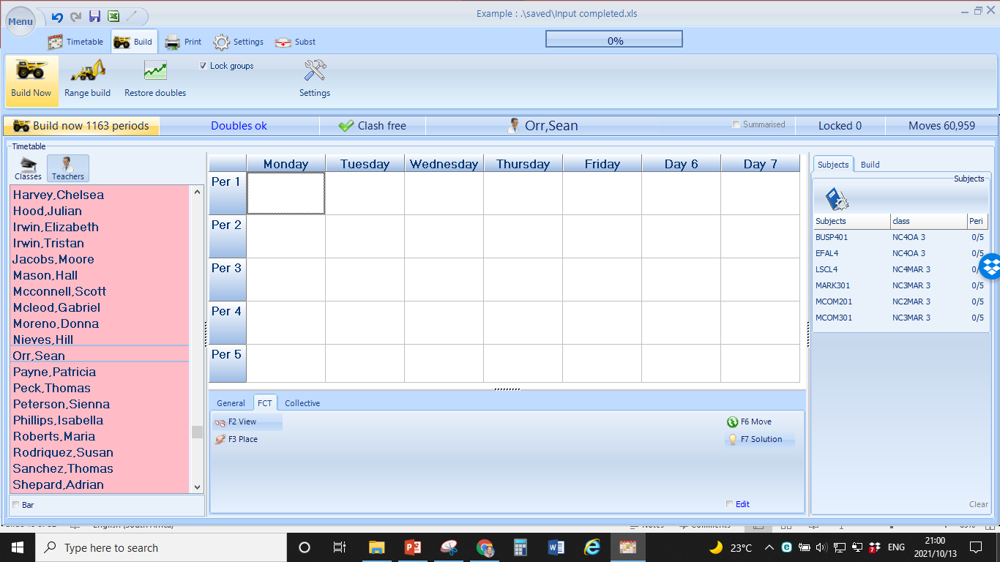 Menu
Example : .\saved\Input completed.xls
Timetable Build Print Settings Subst
0%
Build Now Range build Restore doubles Lock groups Settings
Build now 1163 periods Doubles ok Clash free Orr,Sean Summarised Locked 0 Moves 60,959
Timetable
Classes Teachers
Harvey,Chelsea
Hood,Julian
Irwin,Elizabeth
Irwin,Tristan
Jacobs,Moore
Mason,Hall
Mcconnell,Scott
Mcleod,Gabriel
Moreno,Donna
Nieves,Hill
Orr,Sean
Payne,Patricia
Peck,Thomas
Peterson,Sienna
Phillips,Isabella
Roberts,Maria
Rodriquez,Susan
Sanchez,Thomas
Shepard,Adrian
Bar
Monday Tuesday Wednesday Thursday Friday Day 6 Day 7
Per 1
Per 2
Per 3
Per 4
Per 5
General FCT Collective
F2 View
F3 Place
F6 Move
F7 Solution
Edit
Subjects Build
Subjects
Subjects class Peri
BUSP401 NC4OA 3 0/5
EFAL4 NC4OA 3 0/5
LSCL4 NC4MAR 3 0/
MARK301 NC3MAR 3 0/5
MCOM201 NC2MAR 3 0/5
MCOM301 NC3MAR 3 0/5
Clear
English (South Africa) Notes Comments
Type here to search
23°C ENG 21:00
2021/10/13